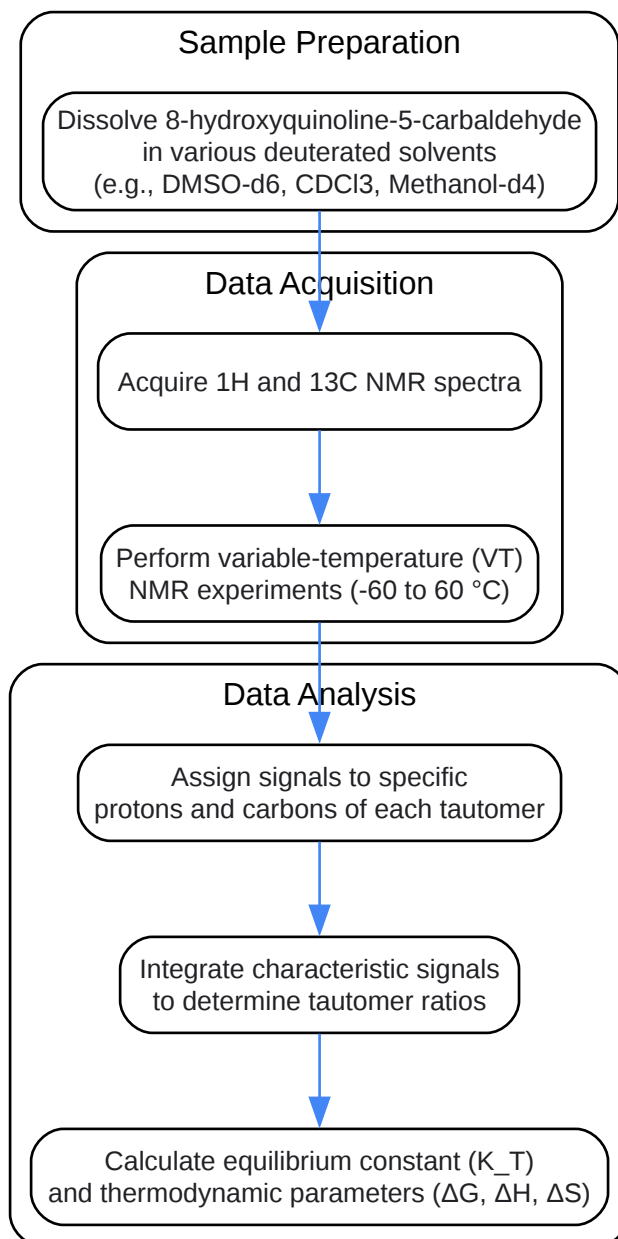 Sample Preparation
Dissolve 8-hydroxyquinoline-5-carbaldehyde
in various deuterated solvents
(e.g., DMSO-d6, CDCl3, Methanol-d4)
Data Acquisition
Acquire 1H and 13C NMR spectra
Perform variable-temperature (VT)
NMR experiments (-60 to 60 °C)
Data Analysis
Assign signals to specific
protons and carbons of each tautomer
Integrate characteristic signals
to determine tautomer ratios
Calculate equilibrium constant (K_T)
and thermodynamic parameters (ΔG, ΔH, ΔS)